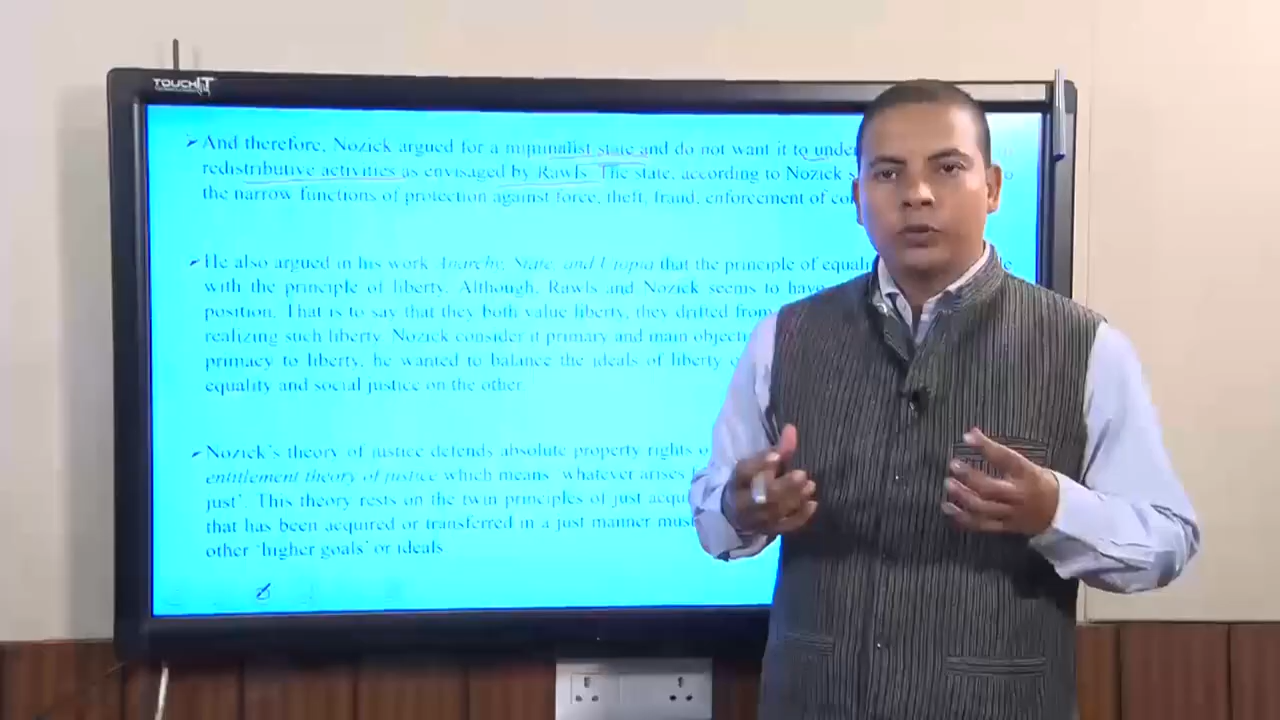 TOUCHIT
➢ And therefore, Nozick argued for a minimalist state and do not want it to under
redistributive activities as envisaged by Rawls. The state, according to Nozick s
the narrow functions of protection against force, theft, fraud, enforcement of co
➢ He also argued in his work Anarchy, State, and Utopia that the principle of equali
with the principle of liberty. Although, Rawls and Nozick seems to have
position. That is to say that they both value liberty, they drifted from
realizing such liberty. Nozick consider it primary and main objecti
primacy to liberty, he wanted to balance the ideals of liberty o
equality and social justice on the other.
➢ Nozick's theory of justice defends absolute property rights o
entitlement theory of justice which means 'whatever arises
just'. This theory rests on the twin principles of just acqu
that has been acquired or transferred in a just manner mus
other 'higher goals' or ideals